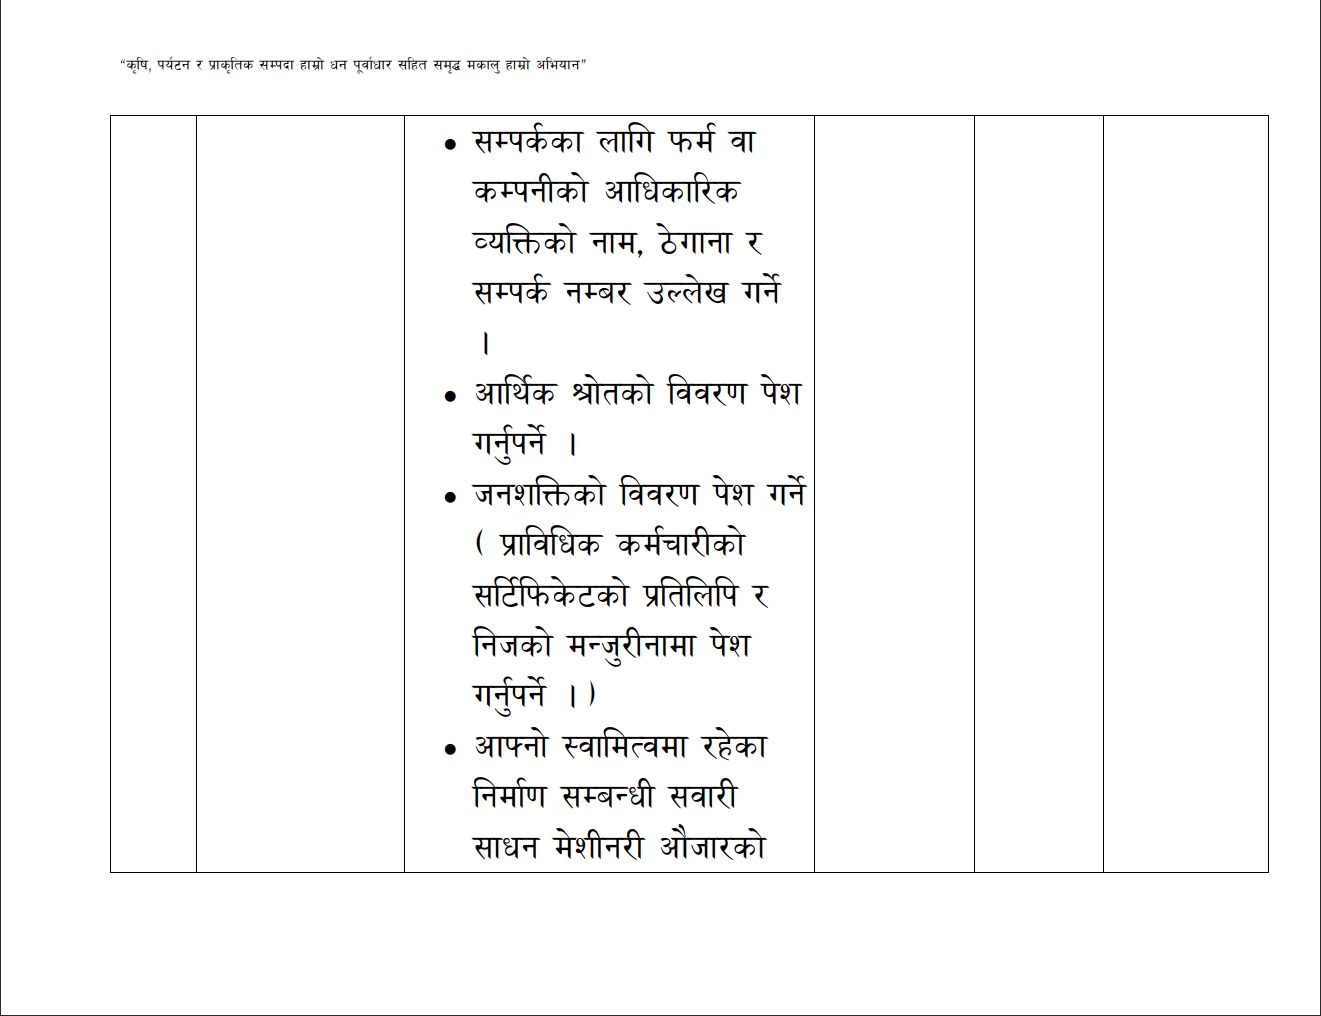 “कृषि, पर्यटन र प्राकृतिक सम्पदा हाम्रो धन पूर्वाधार सहित समृद्ध मकालु हाम्रो अभियान”
• सम्पर्कका लागि फर्म वा
कम्पनीको आधिकारिक
व्यक्तिको नाम, ठेगाना र
सम्पर्क नम्बर उल्लेख गर्ने
।
• आर्थिक श्रोतको विवरण पेश
गर्नुपर्ने ।
• जनशक्तिको विवरण पेश गर्ने
( प्राविधिक कर्मचारीको
सर्टिफिकेटको प्रतिलिपि र
निजको मन्जुरीनामा पेश
गर्नुपर्ने ।)
• आफ्नो स्वामित्वमा रहेका
निर्माण सम्बन्धी सवारी
साधन मेशीनरी औजारको